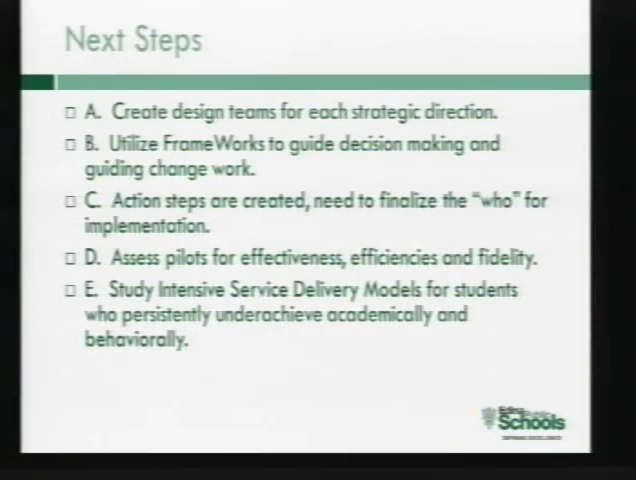 Next Steps
A. Create design teams for each strategic direction.
B. Utilize FrameWorks to guide decision making and
guiding change work.
C. Action steps are created, need to finalize the "who" for
implementation.
D. Assess pilots for effectiveness, efficiencies and fidelity.
E. Study Intensive Service Delivery Models for students
who persistently underachieve academically and
behaviorally.
Public
Schools